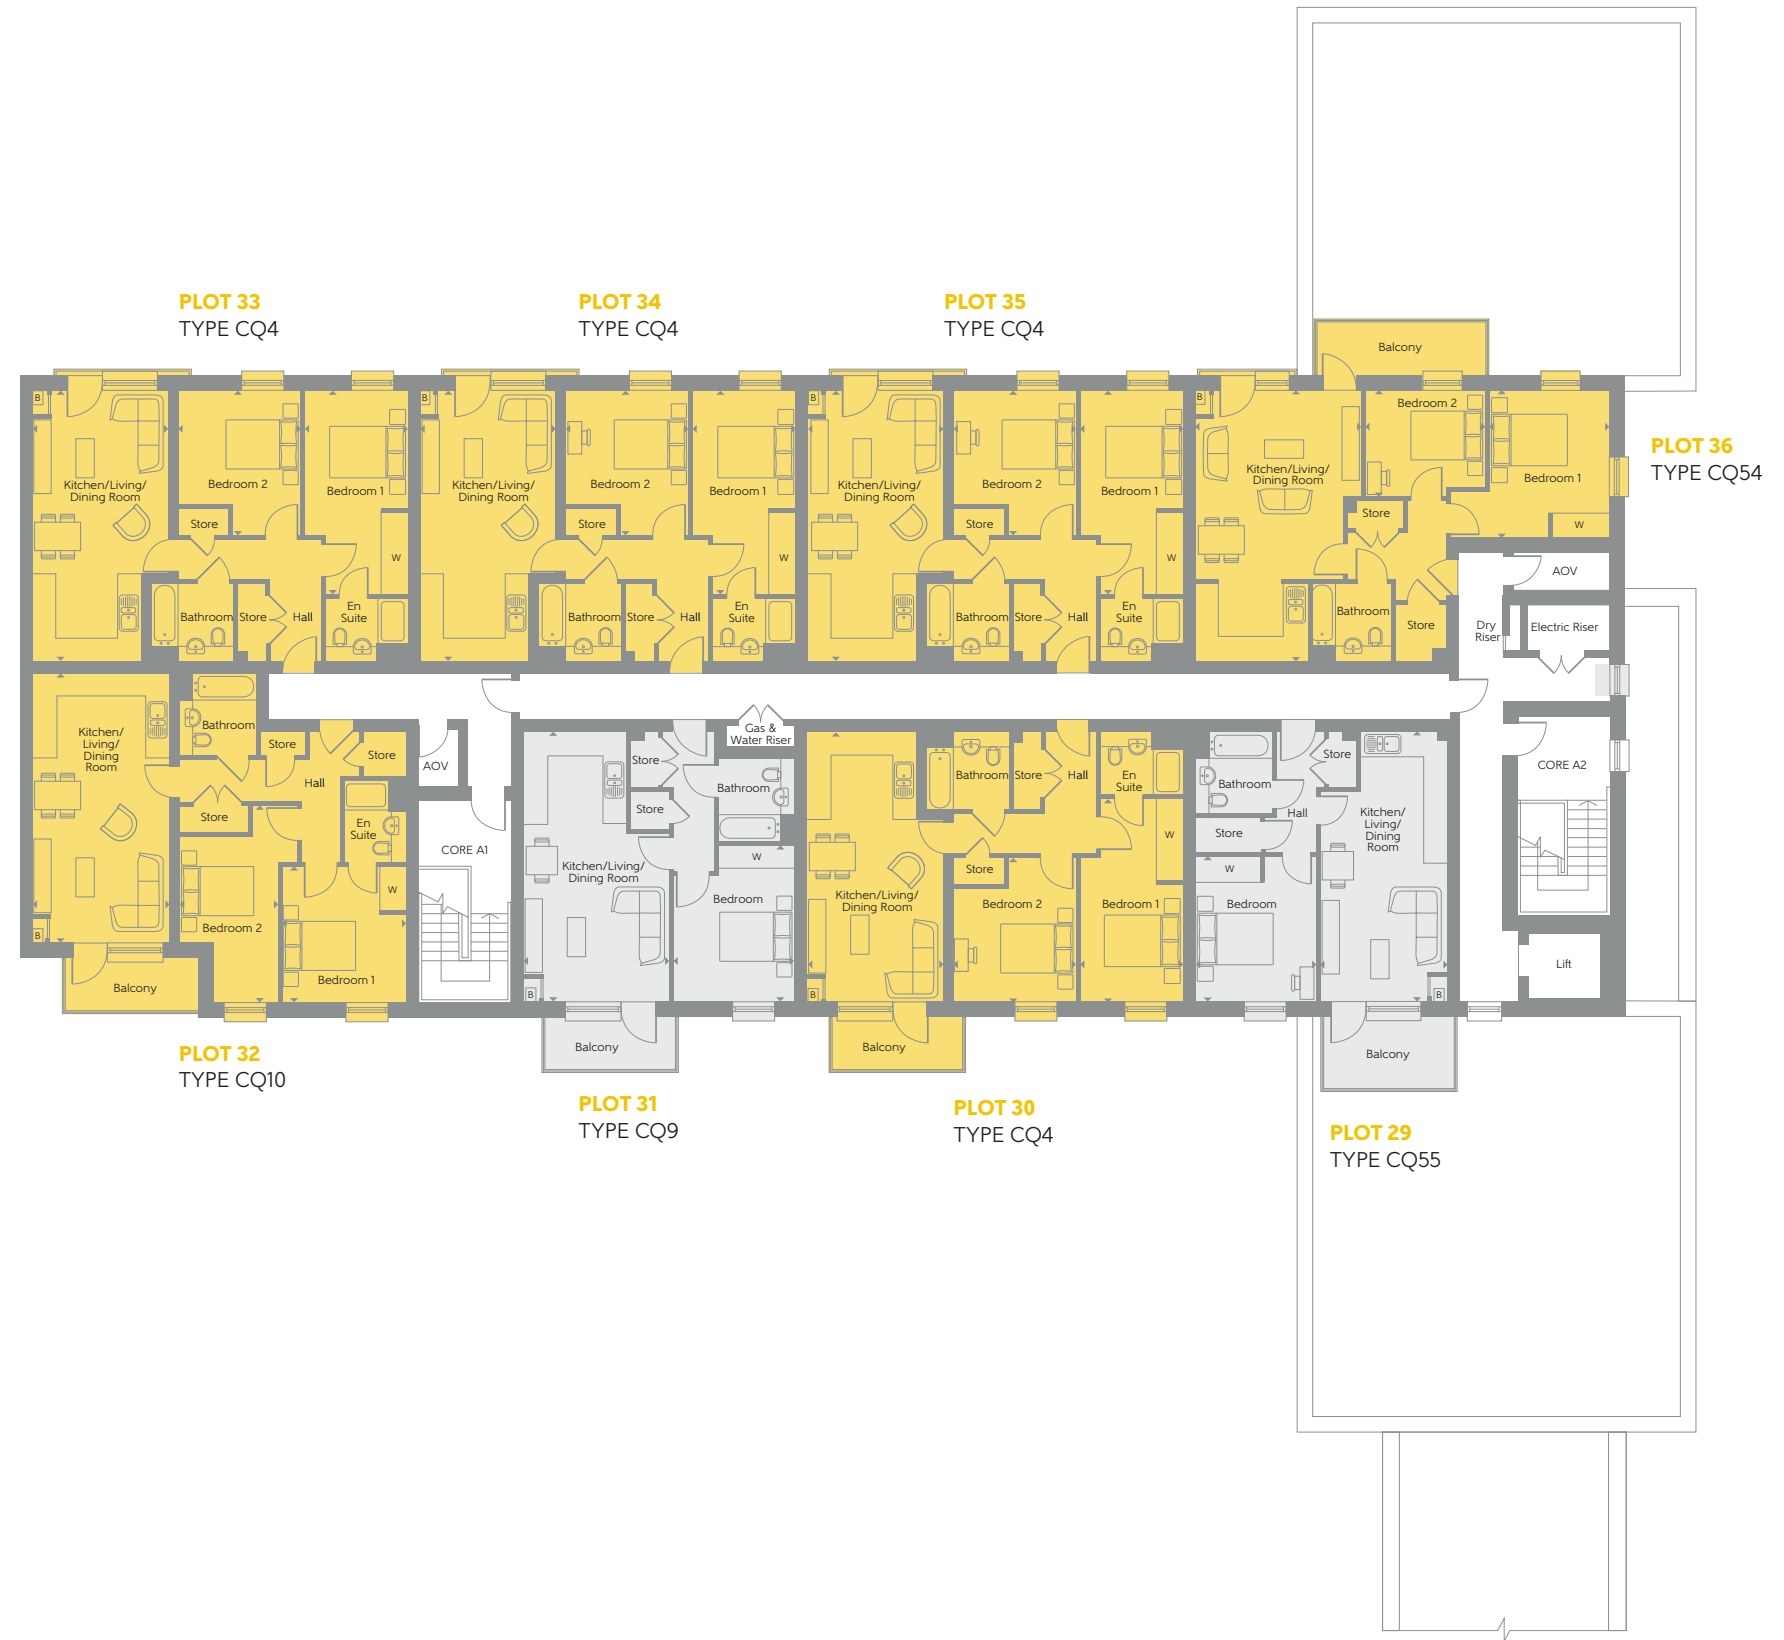 PLOT 33
TYPE CQ4
PLOT 34
TYPE CQ4
PLOT 35
TYPE CQ4
Balcony
PLOT 36
TYPE CQ54
B
Kitchen/Living/
Dining Room
Bedroom 2
Bedroom 1
Store
W
Bathroom
Store
Hall
En
Suite
B
Kitchen/Living/
Dining Room
Bedroom 2
Bedroom 1
Store
W
Bathroom
Store
Hall
En
Suite
B
Kitchen/Living/
Dining Room
Bedroom 2
Bedroom 1
Store
W
Bathroom
Store
Hall
En
Suite
B
Kitchen/Living/
Dining Room
Bedroom 2
Bedroom 1
Store
W
Bathroom
Store
AOV
Dry
Riser
Electric Riser
Kitchen/
Living/
Dining
Room
Bathroom
Store
Store
Hall
Store
En
Suite
W
Bedroom 2
Bedroom 1
B
Balcony
AOV
CORE A1
Gas &
Water Riser
Store
Bathroom
Store
Kitchen/Living/
Dining Room
W
Bedroom
B
Balcony
Bathroom
Store
Hall
En
Suite
W
Store
Kitchen/Living/
Dining Room
Bedroom 2
Bedroom 1
B
Balcony
Bathroom
Store
Hall
Store
Kitchen/
Living/
Dining
Room
W
Bedroom
B
Balcony
CORE A2
Lift
PLOT 32
TYPE CQ10
PLOT 31
TYPE CQ9
PLOT 30
TYPE CQ4
PLOT 29
TYPE CQ55